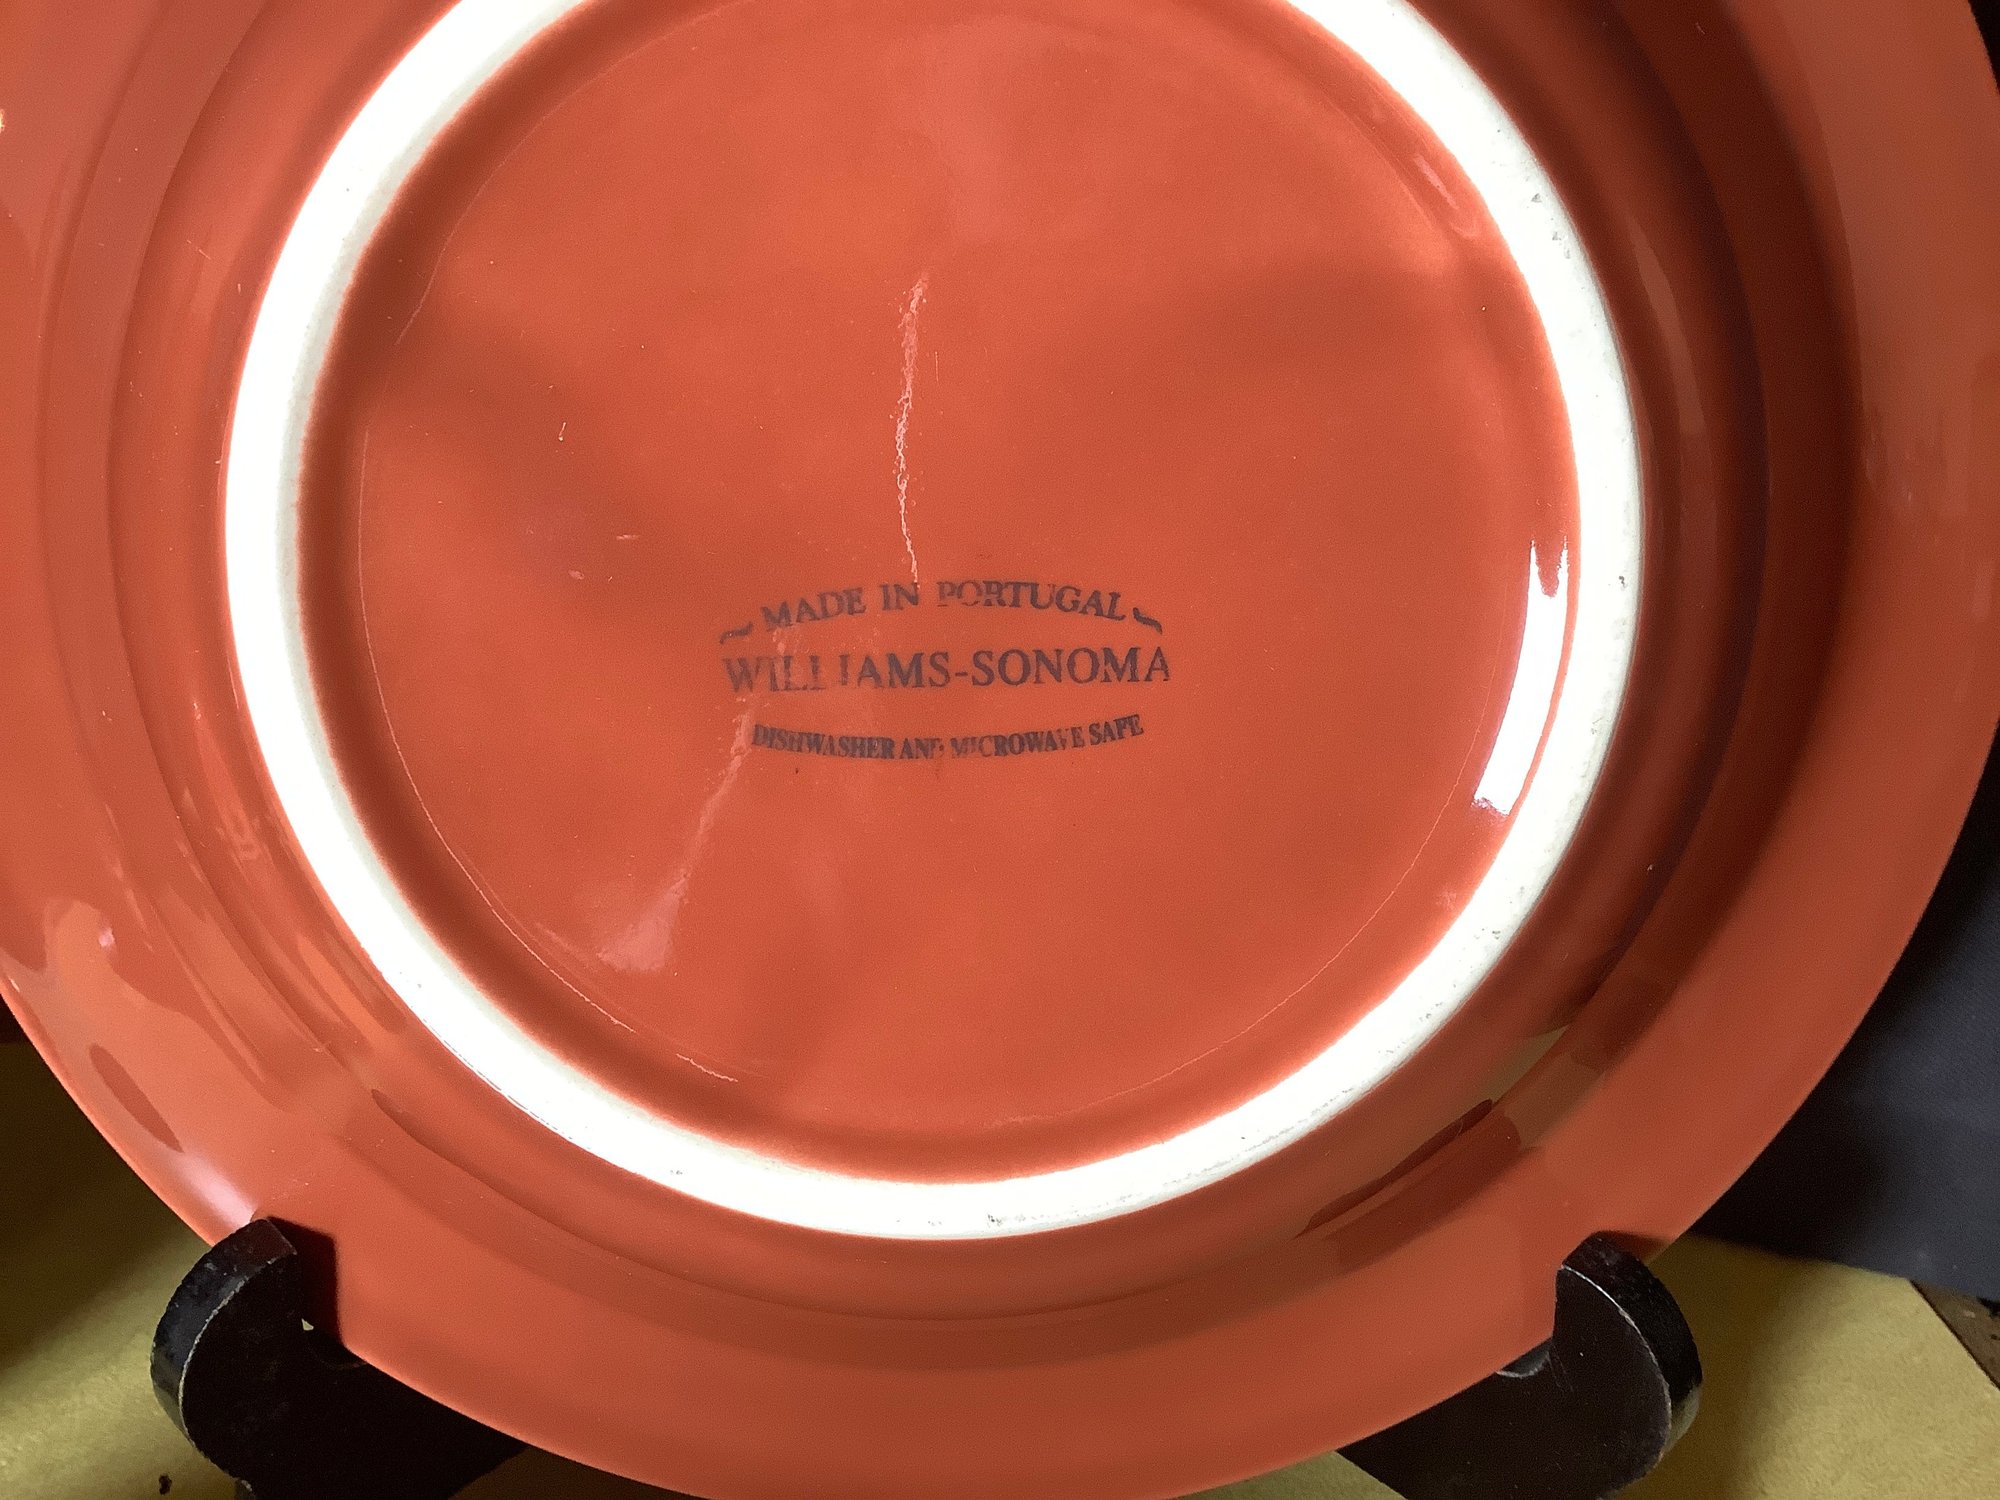 ~ MADE IN PORTUGAL ~
WILLIAMS-SONOMA
DISHWASHER AND MICROWAVE SAFE